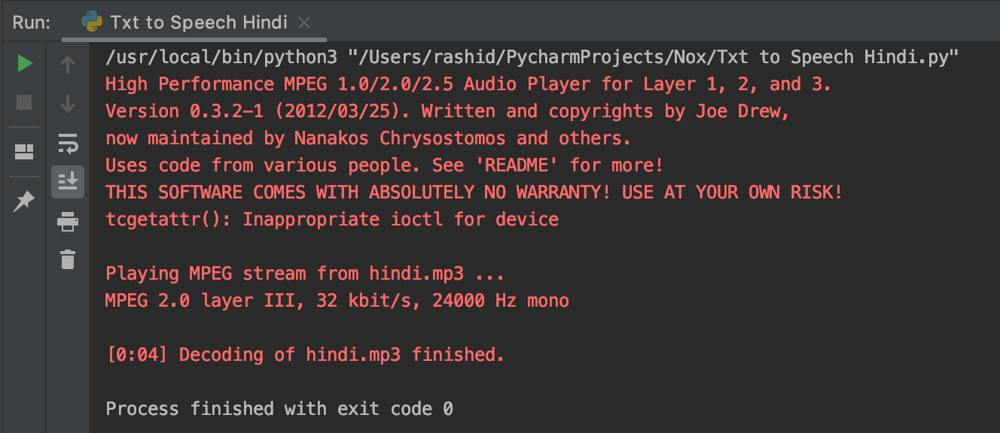 Run: Txt to Speech Hindi
/usr/local/bin/python3 "/Users/rashid/PycharmProjects/Nox/Txt to Speech Hindi.py"
High Performance MPEG 1.0/2.0/2.5 Audio Player for Layer 1, 2, and 3.
Version 0.3.2-1 (2012/03/25). Written and copyrights by Joe Drew,
now maintained by Nanakos Chrysostomos and others.
Uses code from various people. See 'README' for more!
THIS SOFTWARE COMES WITH ABSOLUTELY NO WARRANTY! USE AT YOUR OWN RISK!
tcgetattr(): Inappropriate ioctl for device
Playing MPEG stream from hindi.mp3 ...
MPEG 2.0 layer III, 32 kbit/s, 24000 Hz mono
[0:04] Decoding of hindi.mp3 finished.
Process finished with exit code 0